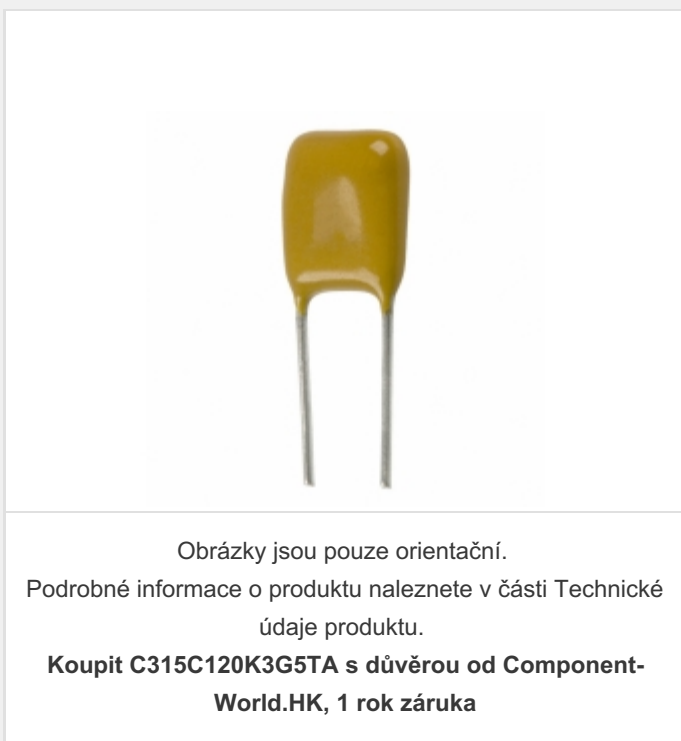 Obrázky jsou pouze orientační.
Podrobné informace o produktu naleznete v části Technické
údaje produktu.
Koupit C315C120K3G5TA s důvěrou od Component-
World.HK, 1 rok záruka